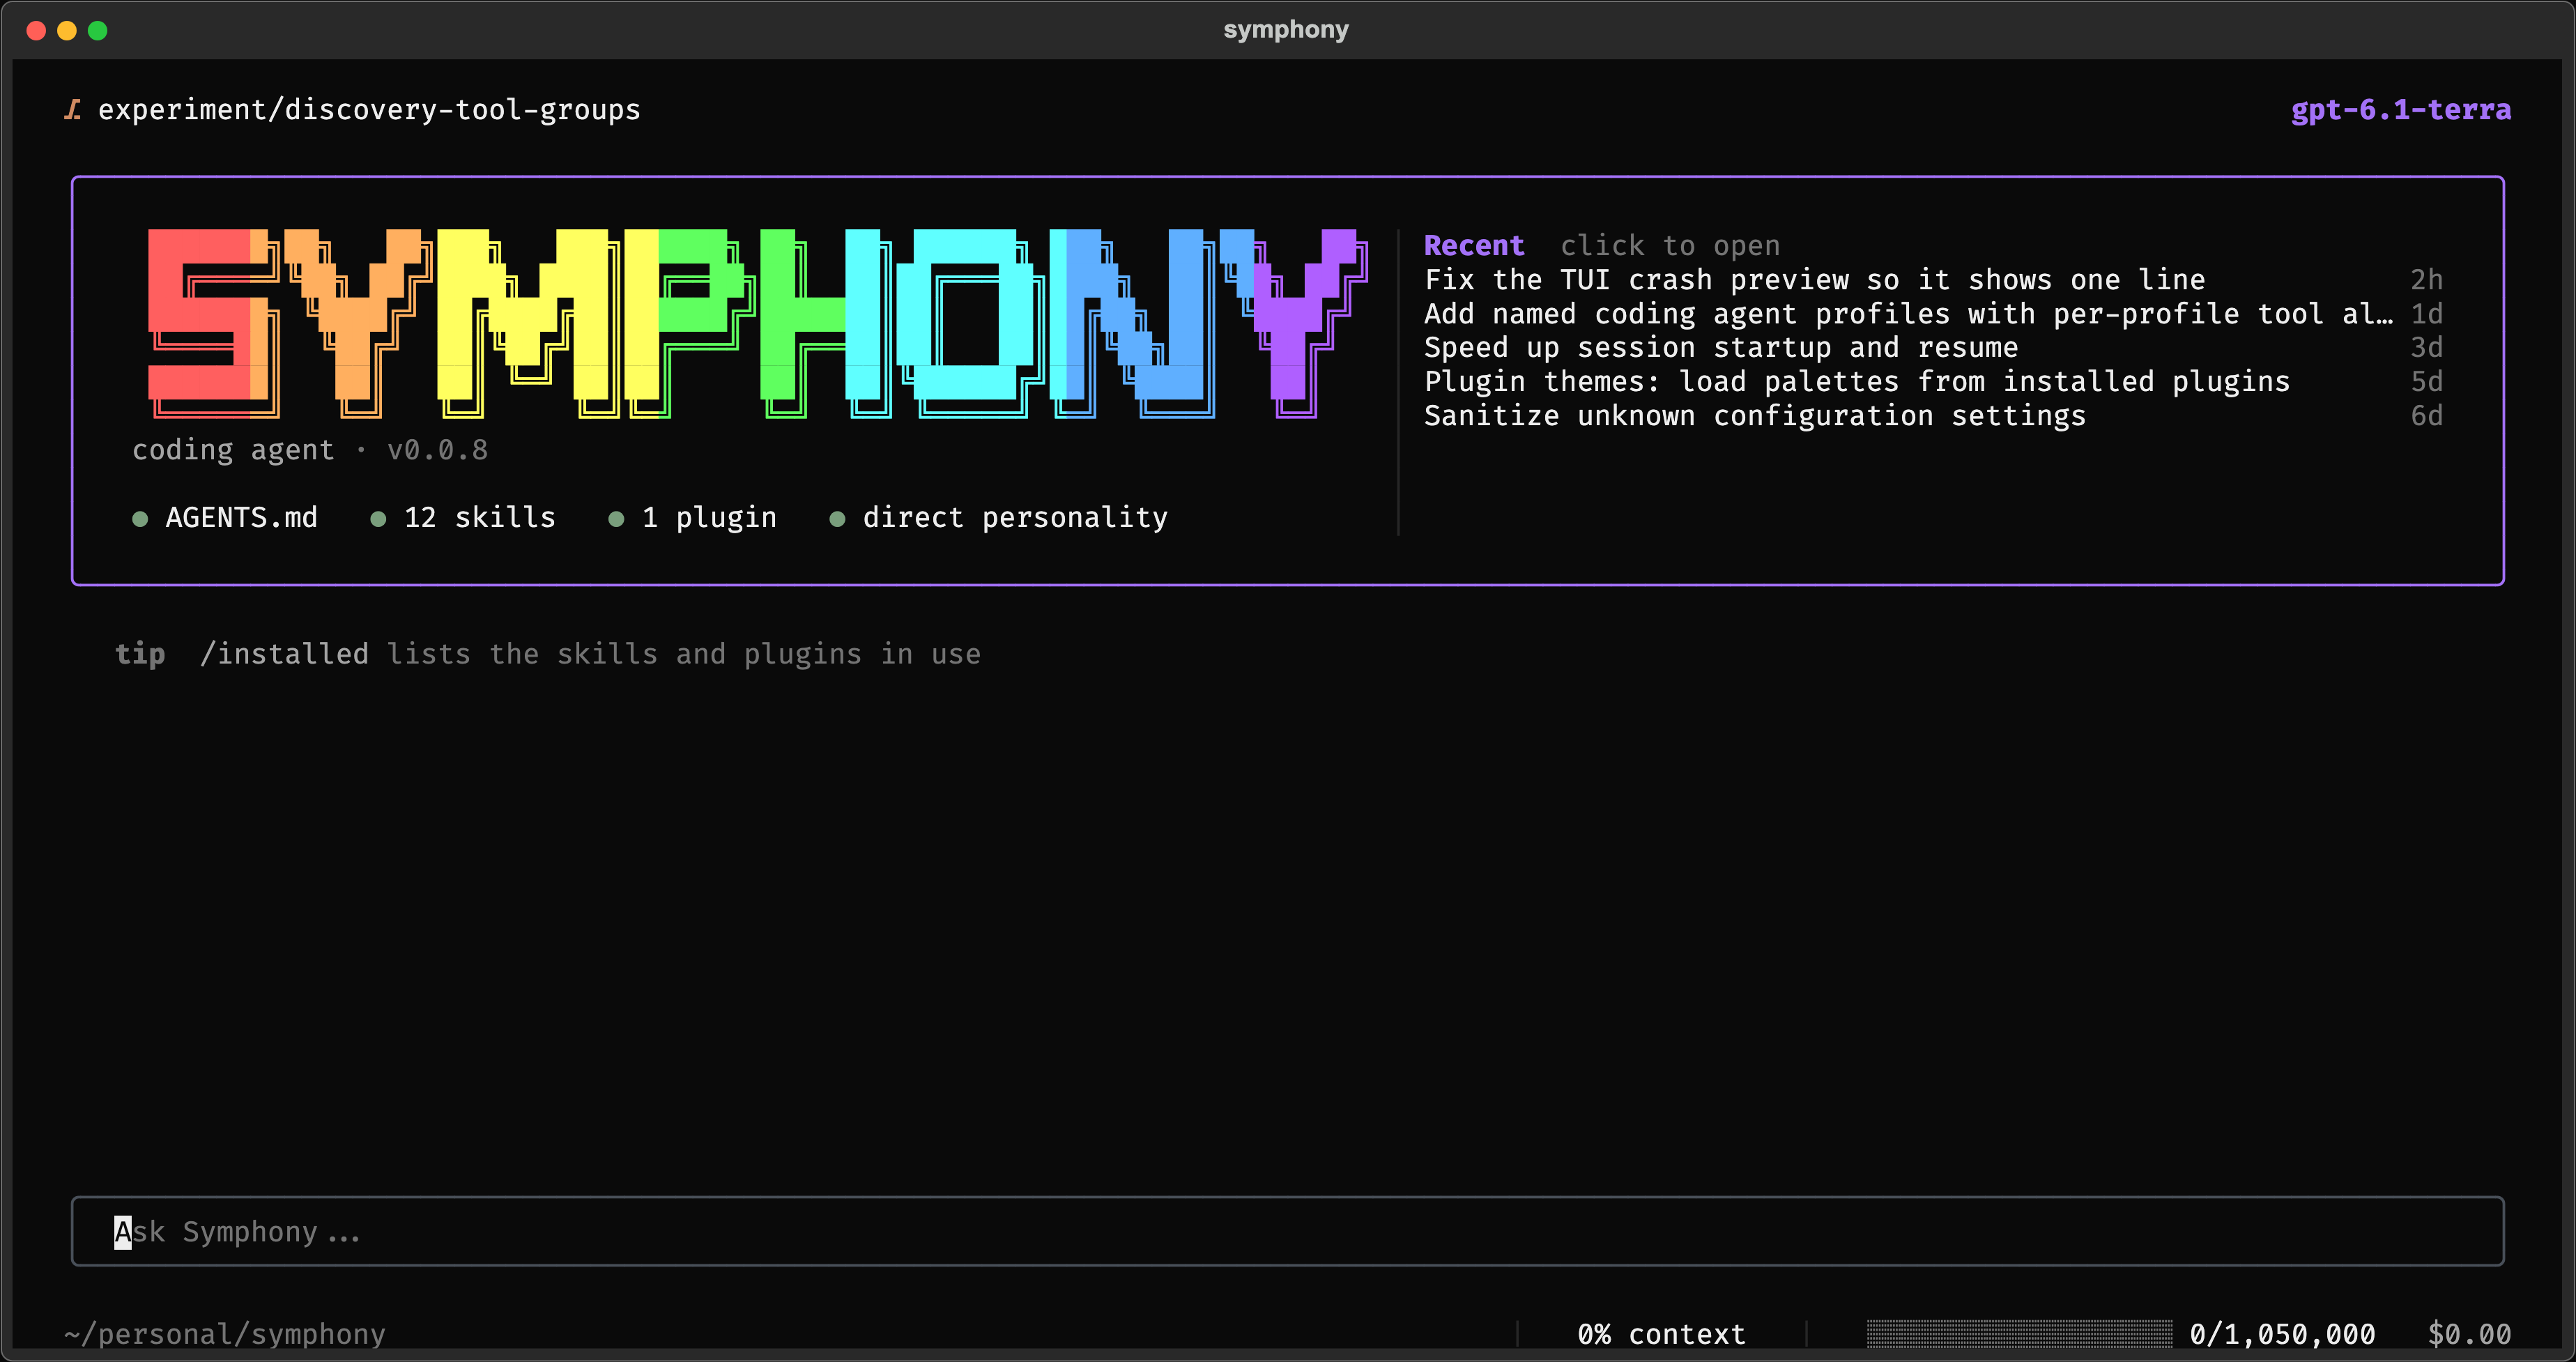 symphony
experiment/discovery-tool-groups
gpt-6.1-terra
SYMPHONY
coding agent · v0.0.8
● AGENTS.md ● 12 skills ● 1 plugin ● direct personality
Recent click to open
Fix the TUI crash preview so it shows one line 2h
Add named coding agent profiles with per-profile tool al… 1d
Speed up session startup and resume 3d
Plugin themes: load palettes from installed plugins 5d
Sanitize unknown configuration settings 6d
tip /installed lists the skills and plugins in use
Ask Symphony...
~/personal/symphony
0% context
0/1,050,000 $0.00